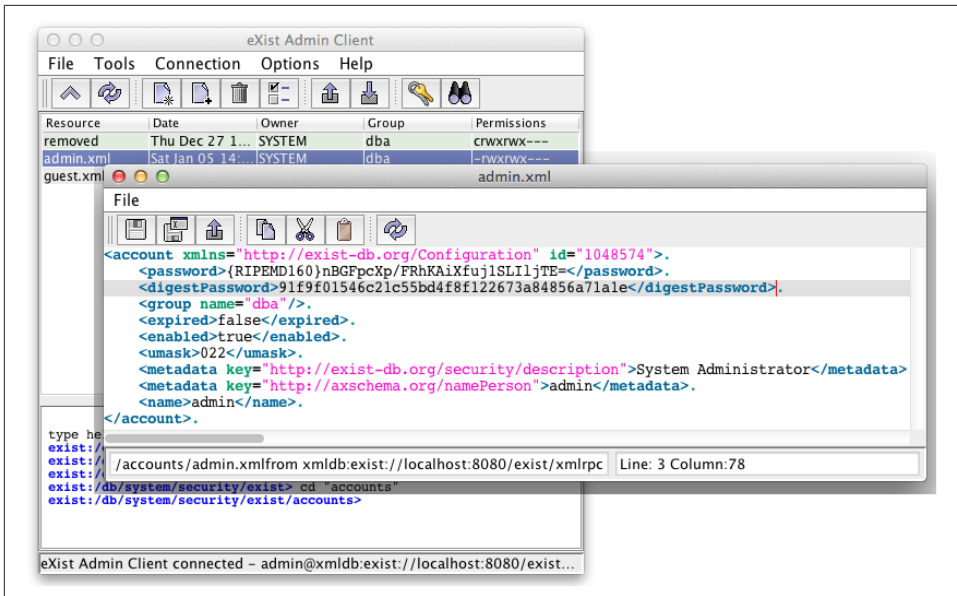 eXist Admin Client
File Tools Connection Options Help
Resource Date Owner Group Permissions
removed Thu Dec 27 1... SYSTEM dba crwxrwx---
admin.xml Sat Jan 05 14:... SYSTEM dba -rwxrwx---
guest.xml
admin.xml
File
<account xmlns="http://exist-db.org/Configuration" id="1048574">.
<password>{RIPEMD160}nBGFpcXp/FRhKAiXfuj1SLIljTE=</password>.
<digestPassword>91f9f01546c21c55bd4f8f122673a84856a71a1e</digestPassword>.
<group name="dba"/>.
<expired>false</expired>.
<enabled>true</enabled>.
<umask>022</umask>.
<metadata key="http://exist-db.org/security/description">System Administrator</metadata>
<metadata key="http://axschema.org/namePerson">admin</metadata>.
<name>admin</name>.
</account>.
/accounts/admin.xmlfrom xmldb:exist://localhost:8080/exist/xmlrpc Line: 3 Column:78
type he
exist:/
exist:/
exist:/
exist:/db/system/security/exist> cd "accounts"
exist:/db/system/security/exist/accounts>
eXist Admin Client connected – admin@xmldb:exist://localhost:8080/exist...